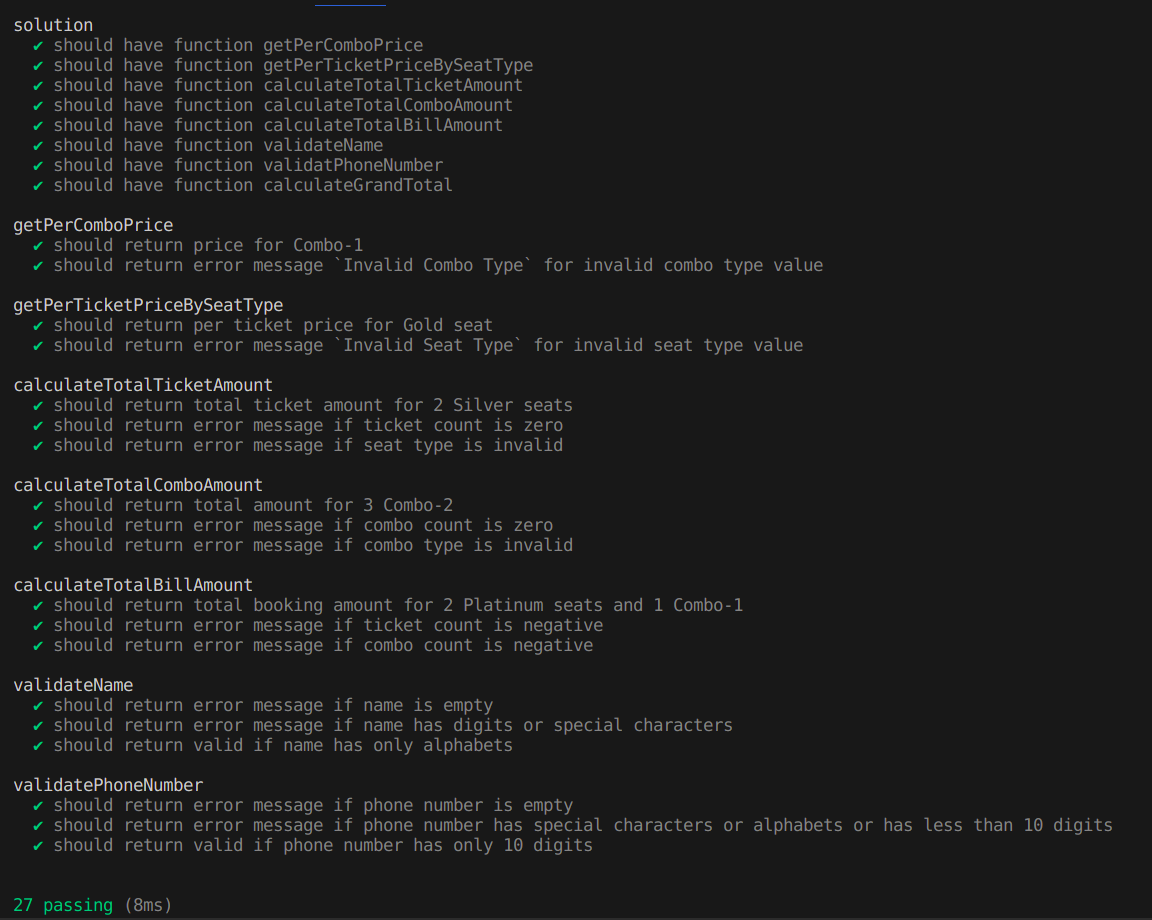 solution
✔ should have function getPerComboPrice
✔ should have function getPerTicketPriceBySeatType
✔ should have function calculateTotalTicketAmount
✔ should have function calculateTotalComboAmount
✔ should have function calculateTotalBillAmount
✔ should have function validateName
✔ should have function validatPhoneNumber
✔ should have function calculateGrandTotal
getPerComboPrice
✔ should return price for Combo-1
✔ should return error message `Invalid Combo Type` for invalid combo type value
getPerTicketPriceBySeatType
✔ should return per ticket price for Gold seat
✔ should return error message `Invalid Seat Type` for invalid seat type value
calculateTotalTicketAmount
✔ should return total ticket amount for 2 Silver seats
✔ should return error message if ticket count is zero
✔ should return error message if seat type is invalid
calculateTotalComboAmount
✔ should return total amount for 3 Combo-2
✔ should return error message if combo count is zero
✔ should return error message if combo type is invalid
calculateTotalBillAmount
✔ should return total booking amount for 2 Platinum seats and 1 Combo-1
✔ should return error message if ticket count is negative
✔ should return error message if combo count is negative
validateName
✔ should return error message if name is empty
✔ should return error message if name has digits or special characters
✔ should return valid if name has only alphabets
validatePhoneNumber
✔ should return error message if phone number is empty
✔ should return error message if phone number has special characters or alphabets or has less than 10 digits
✔ should return valid if phone number has only 10 digits
27 passing (8ms)